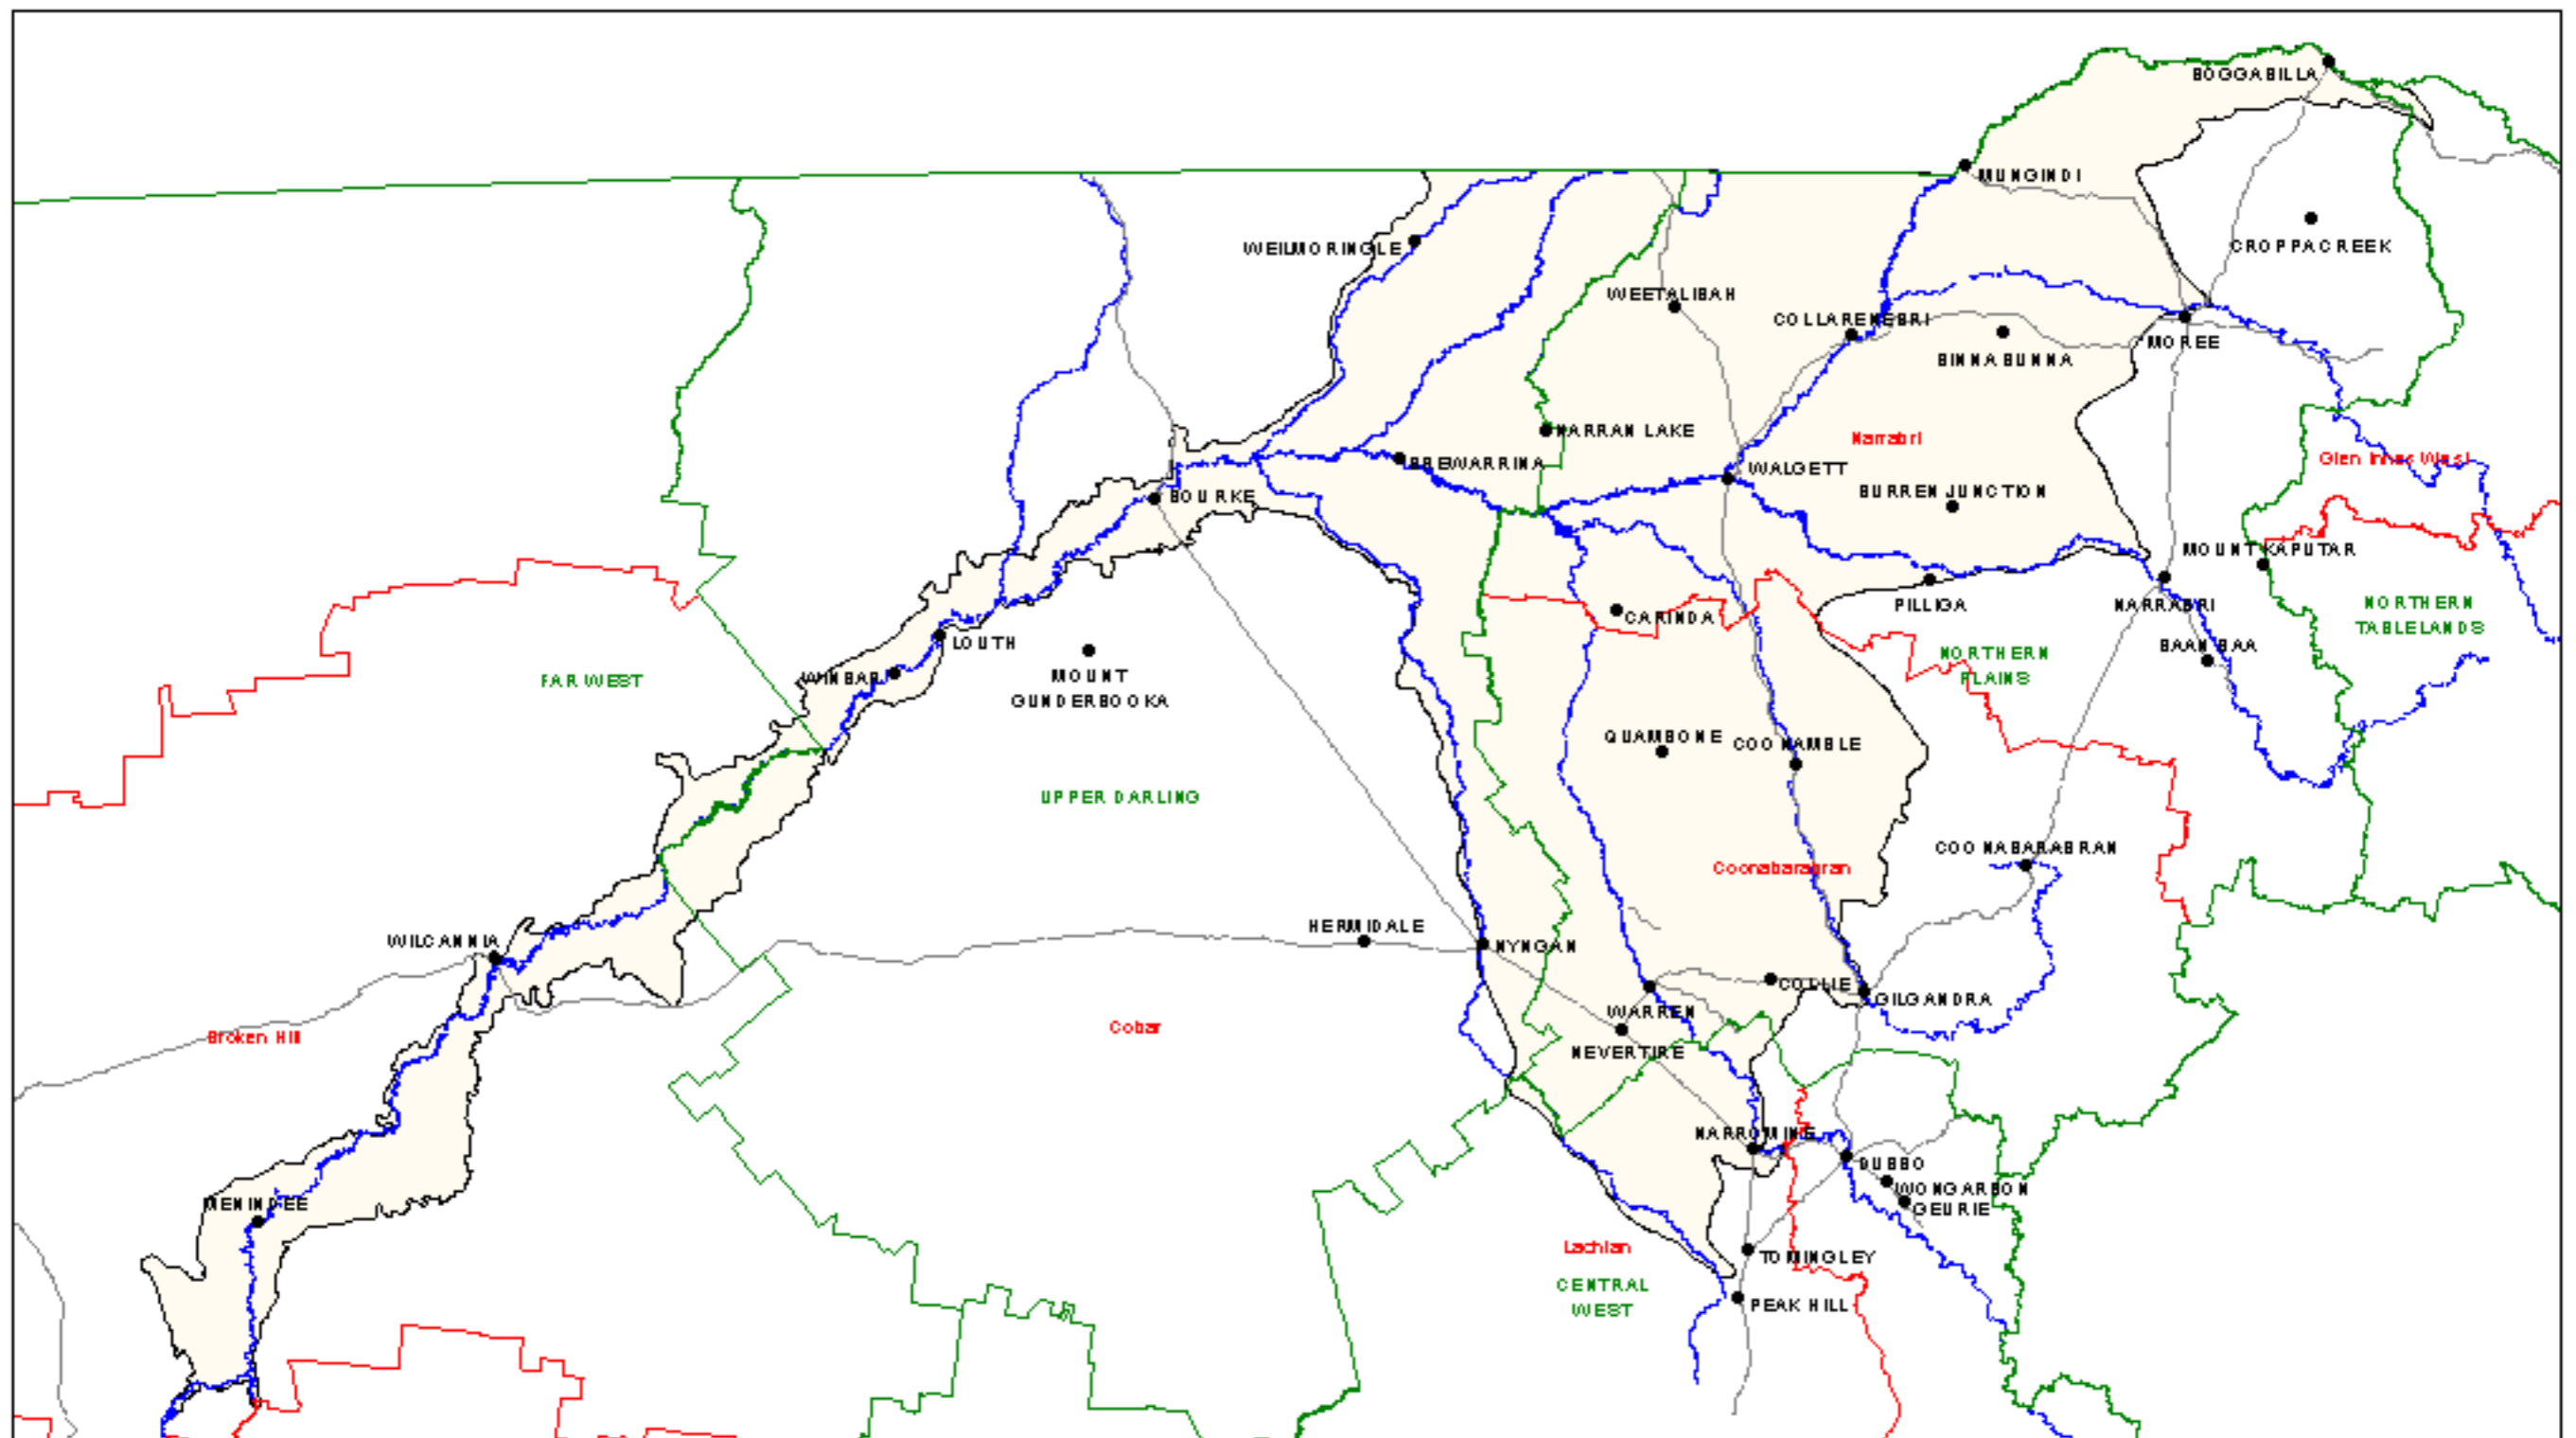 BOGGABILLA
MUNGINDI
CROPPA CREEK
WEILMORINGLE
WEETALIBAH
COLLARENEBRI
BINNA BUNNA
MOREE
NARRAN LAKE
Narrabri
BREWARRINA
WALGETT
Glen Innes West
BOURKE
BURREN JUNCTION
MOUNT KAPUTAR
CARINDA
PILLIGA
NARRABRI
NORTHERN
TABLELANDS
LOUTH
BAAN BAA
FAR WEST
MOUNT
GUNDERBOOKA
NORTHERN
PLAINS
QUAMBONE
COONAMBLE
UPPER DARLING
COONABARABRAN
Coonabarabran
WILCANNIA
HERMIDALE
NYNGAN
COLLIE
GILGANDRA
WARREN
Broken Hill
Cobar
NEVERTIRE
NARROMINE
DUBBO
WONGARBON
GEURIE
MENINDEE
Lachlan
TOMINGLEY
CENTRAL
WEST
PEAK HILL